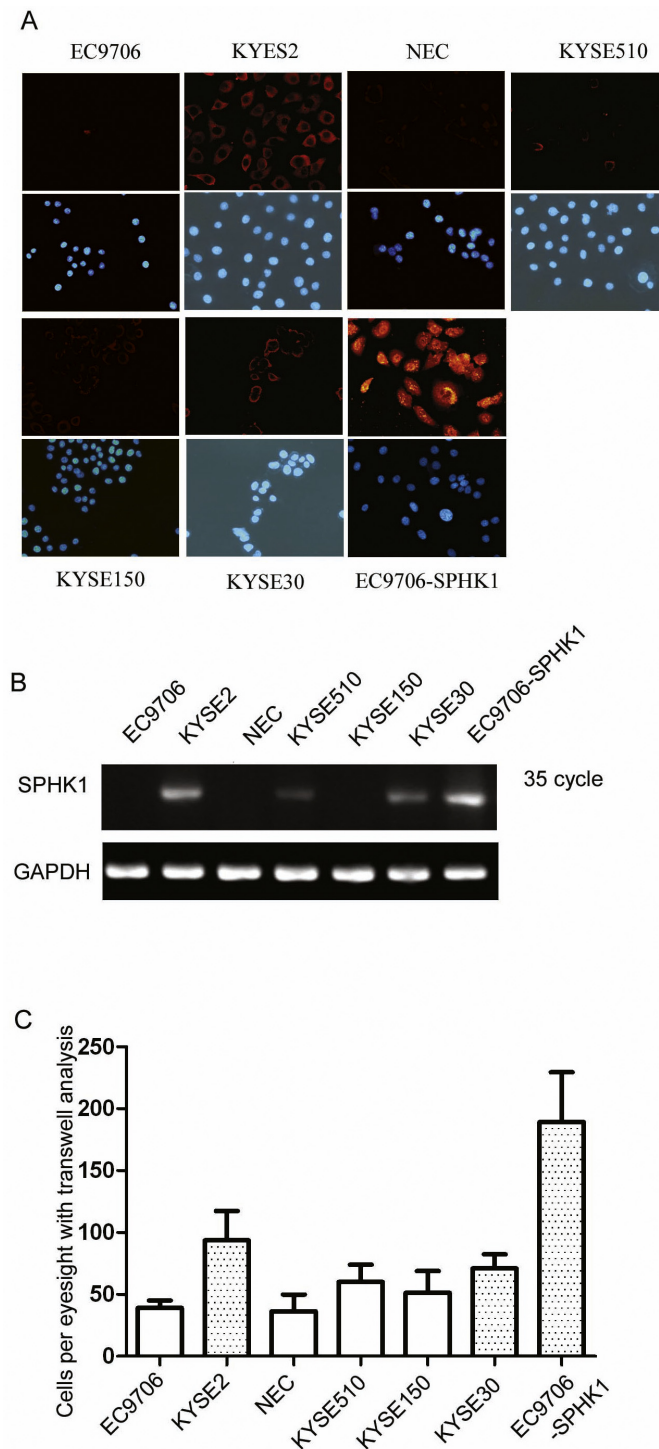 A
EC9706 KYES2 NEC KYSE510
KYSE150 KYSE30 EC9706-SPHK1
B
EC9706 KYSE2 NEC KYSE510 KYSE150 KYSE30 EC9706-SPHK1
SPHK1 35 cycle
GAPDH
C
Cells per eyesight with transwell analysis
250
200
150
100
50
0
EC9706 KYSE2 NEC KYSE510 KYSE150 KYSE30 EC9706
-SPHK1